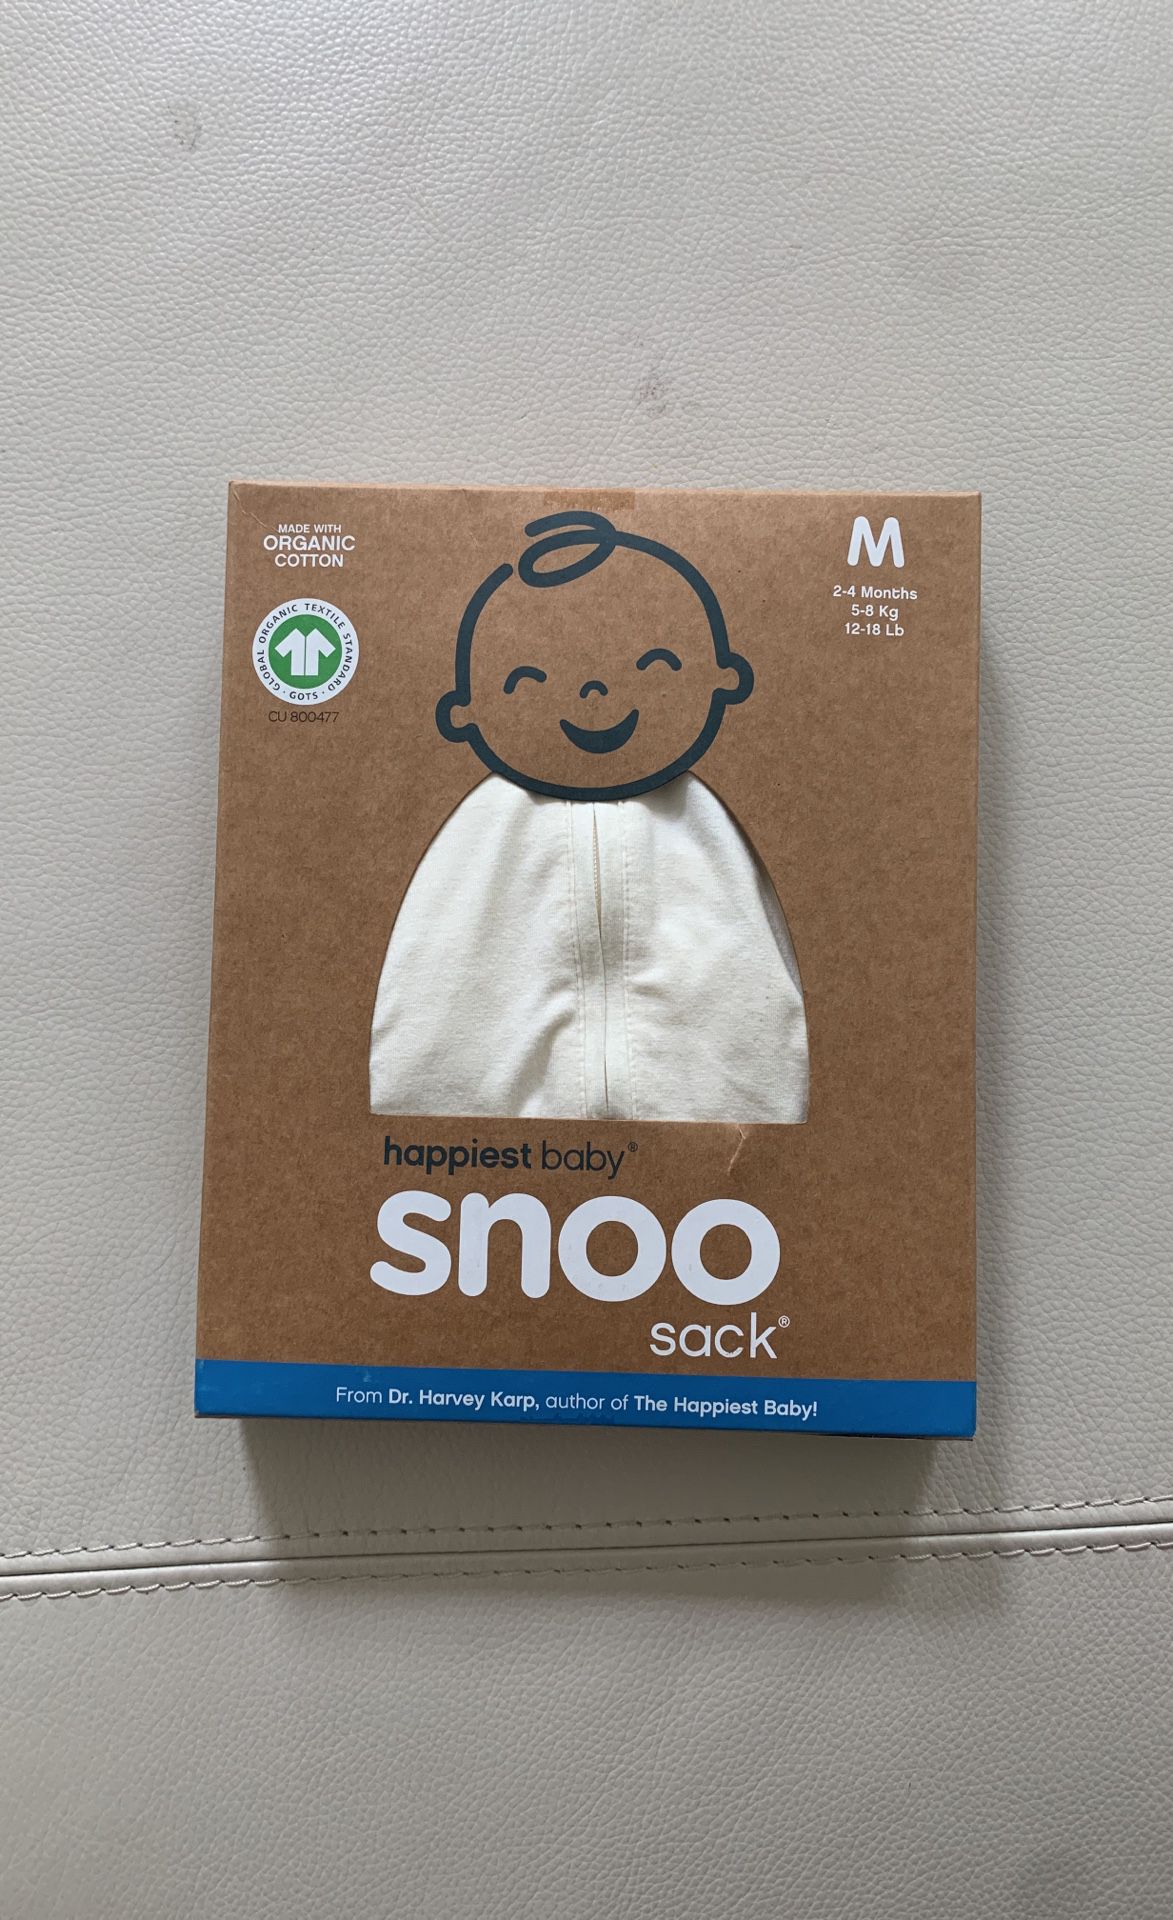 MADE WITH
ORGANIC
COTTON
GLOBAL ORGANIC TEXTILE STANDARD · GOTS ·
CU 800477
M
2-4 Months
5-8 Kg
12-18 Lb
happiest baby®
snoo
sack®
From Dr. Harvey Karp, author of The Happiest Baby!